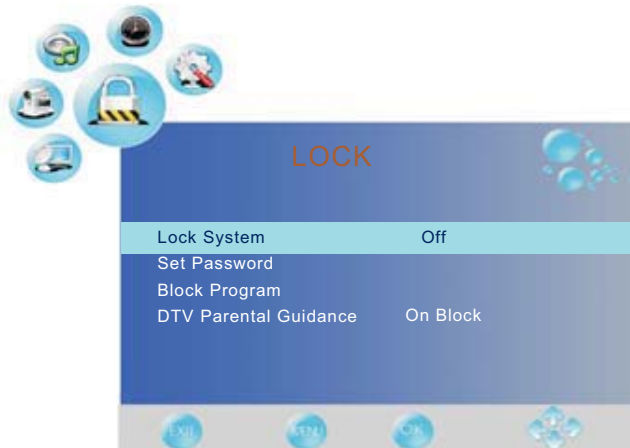 LOCK
Lock System Off
Set Password
Block Program
DTV Parental Guidance On Block
EXIT MENU OK